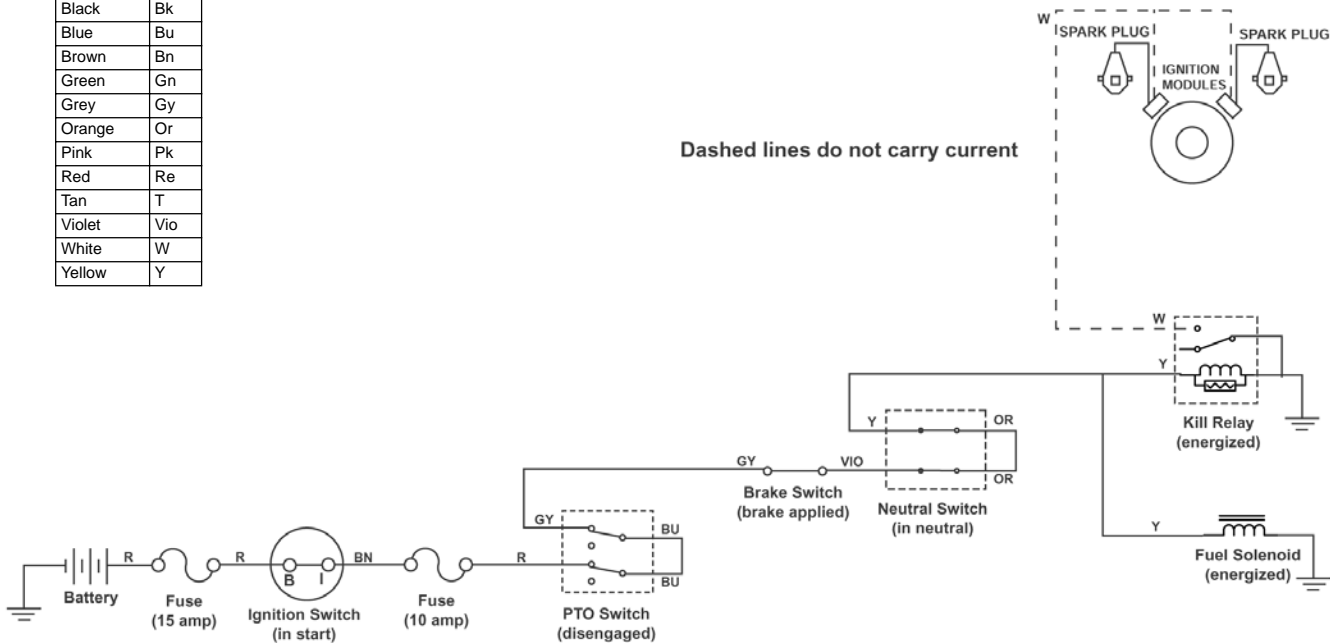 Black Bk
Blue Bu
Brown Bn
Green Gn
Grey Gy
Orange Or
Pink Pk
Red Re
Tan T
Violet Vio
White W
Yellow Y
W
SPARK PLUG
SPARK PLUG
IGNITION
MODULES
Dashed lines do not carry current
W
Y
Kill Relay
(energized)
Y
OR
OR
GY
VIO
Brake Switch
(brake applied)
Neutral Switch
(in neutral)
Y
Fuel Solenoid
(energized)
GY
BU
BU
R
R
B
I
BN
R
Battery
Fuse
(15 amp)
Ignition Switch
(in start)
Fuse
(10 amp)
PTO Switch
(disengaged)